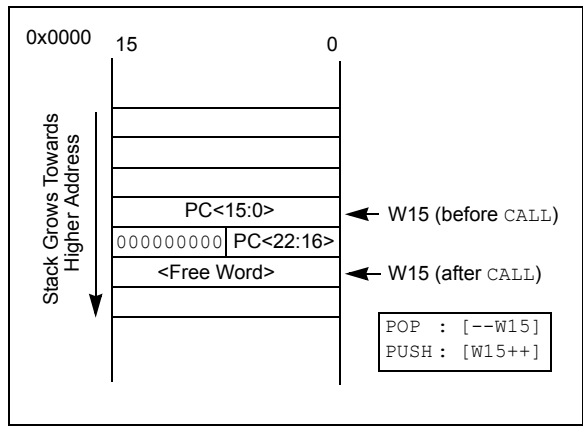 0x0000
15 0
Stack Grows Towards
Higher Address
PC<15:0>
W15 (before CALL)
000000000 PC<22:16>
<Free Word>
W15 (after CALL)
POP : [--W15]
PUSH : [W15++]